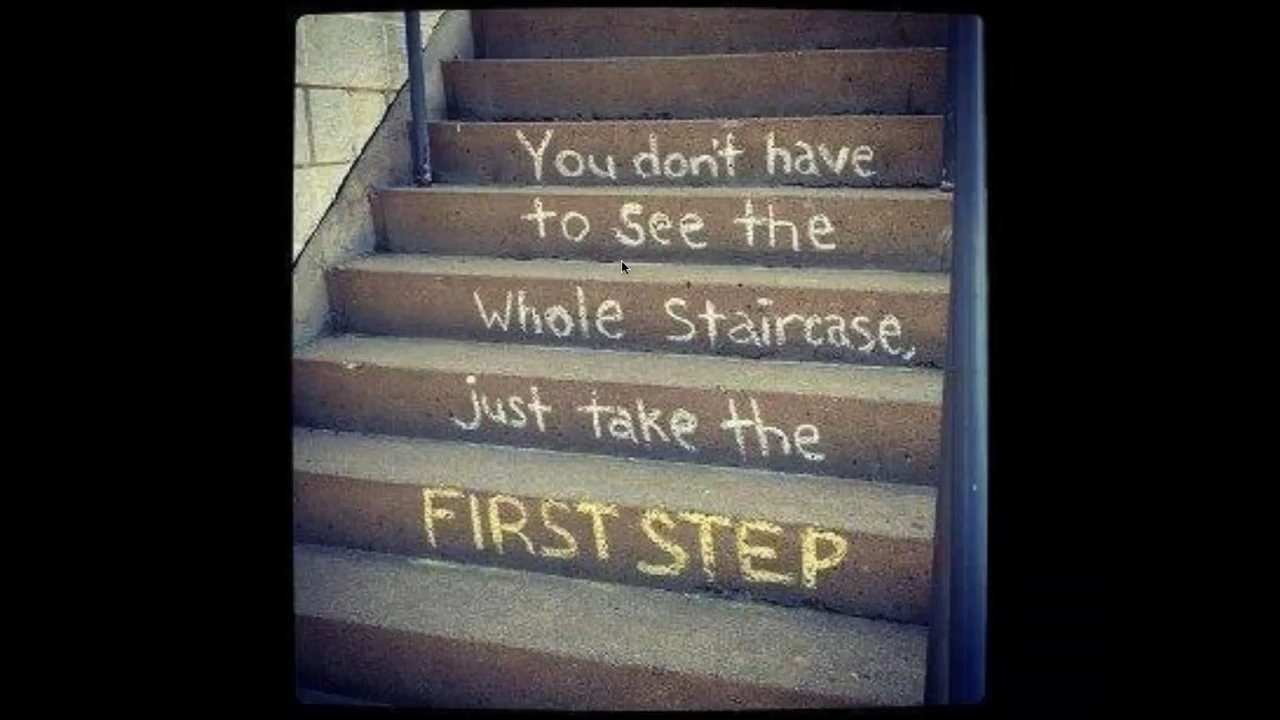 You don't have
to see the
Whole Staircase,
just take the
FIRST STEP